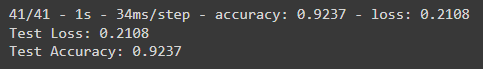 41/41 - 1s - 34ms/step - accuracy: 0.9237 - loss: 0.2108
Test Loss: 0.2108
Test Accuracy: 0.9237